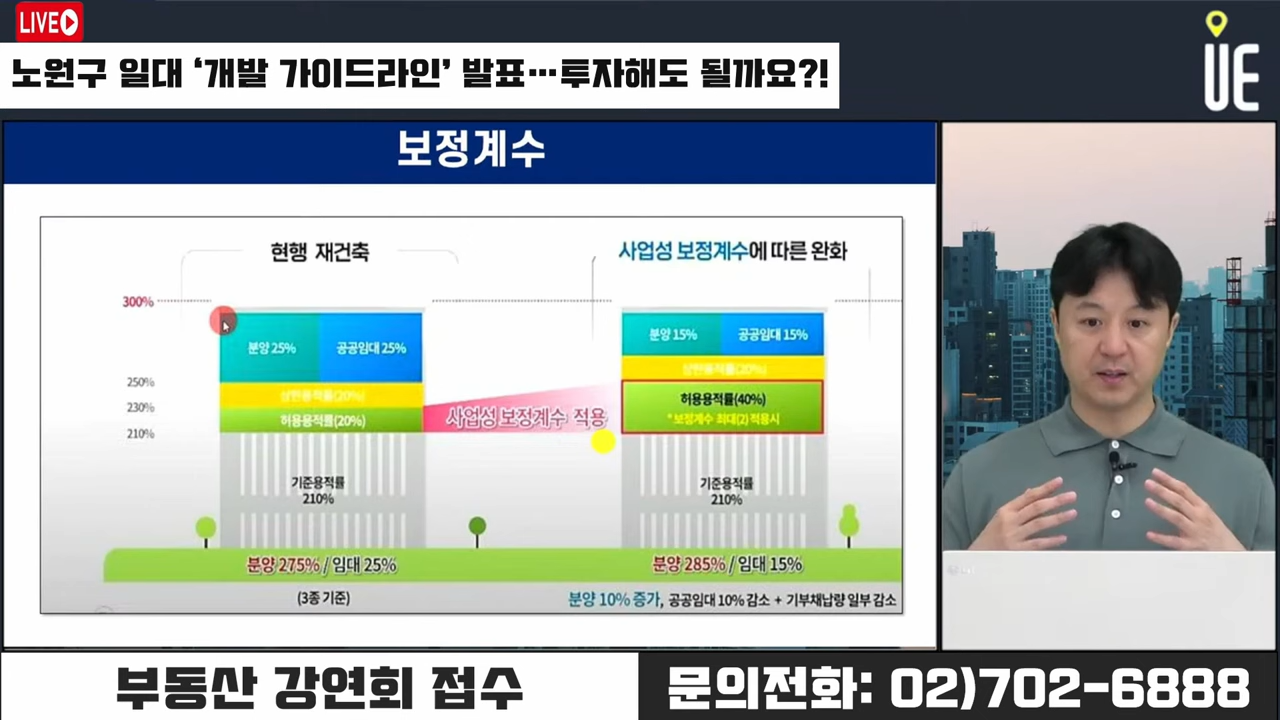 LIVE
노원구 일대 '개발 가이드라인' 발표…투자해도 될까요?!
UE
보정계수
현행 재건축
사업성 보정계수에 따른 완화
300%
분양 25%
공공임대 25%
분양 15%
공공임대 15%
250%
상한용적률(20%)
상한용적률(20%)
230%
허용용적률(20%)
사업성 보정계수 적용
허용용적률(40%)
*보정계수 최대(2) 적용시
210%
기준용적률
210%
기준용적률
210%
분양 275% / 임대 25%
분양 285% / 임대 15%
(3종 기준)
분양 10% 증가, 공공임대 10% 감소 + 기부채납량 일부 감소
부동산 강연회 접수
문의전화: 02)702-6888